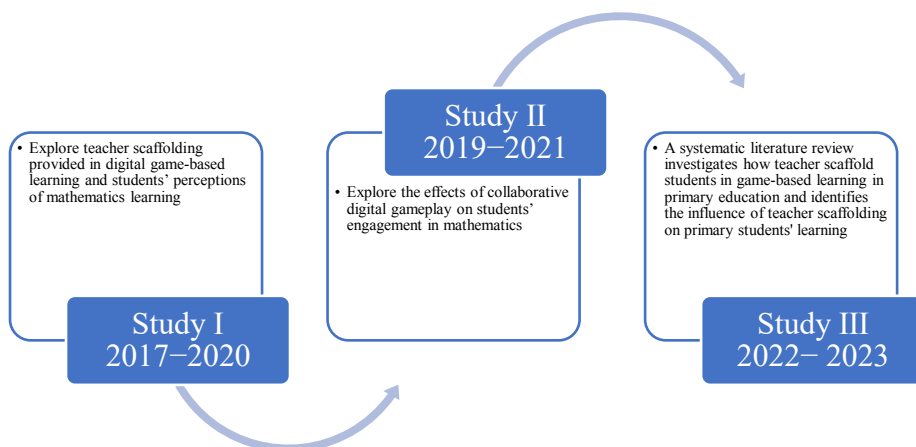 • Explore teacher scaffolding
provided in digital game-based
learning and students’ perceptions
of mathematics learning
Study I
2017−2020
Study II
2019−2021
• Explore the effects of collaborative
digital gameplay on students’
engagement in mathematics
• A systematic literature review
investigates how teacher scaffold
students in game-based learning in
primary education and identifies
the influence of teacher scaffolding
on primary students' learning
Study III
2022− 2023